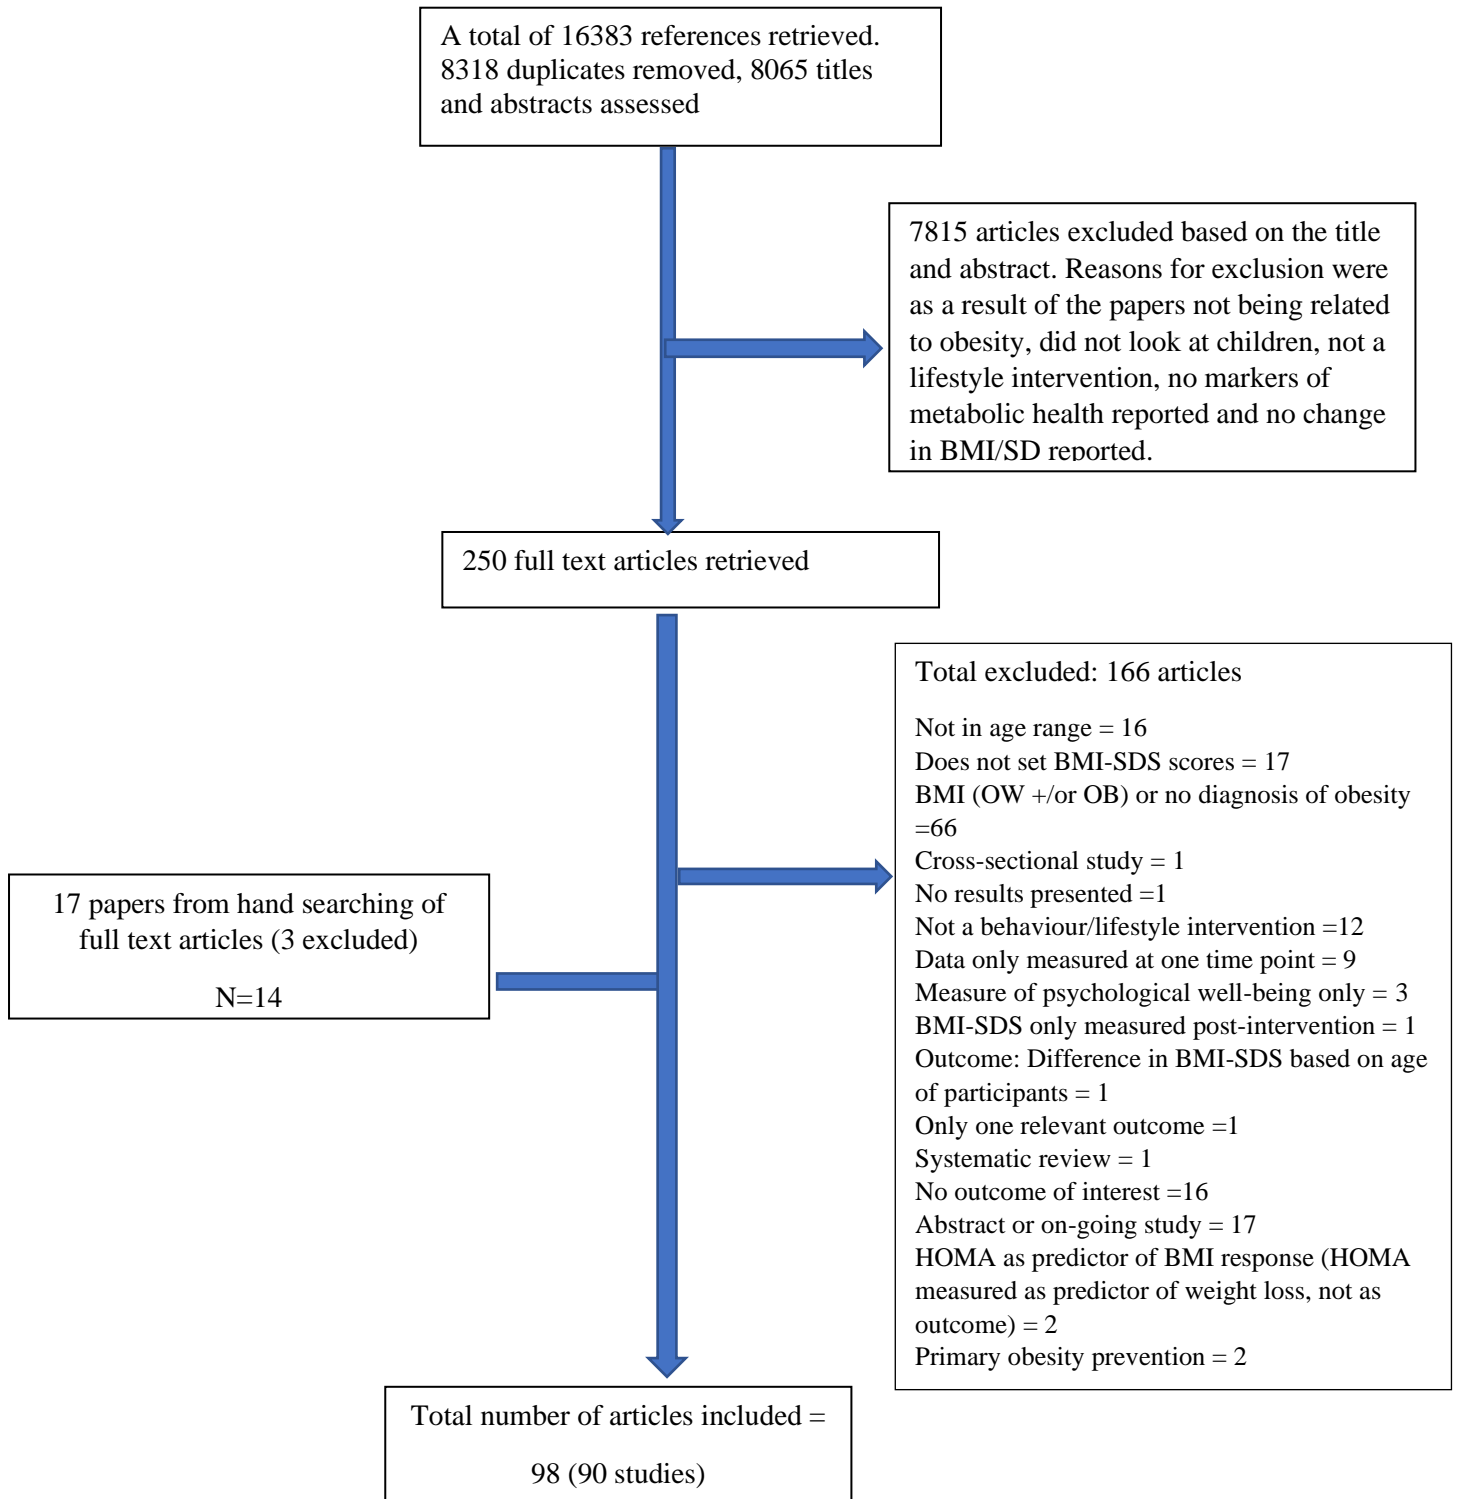 A total of 16383 references retrieved.
8318 duplicates removed, 8065 titles
and abstracts assessed
7815 articles excluded based on the title
and abstract. Reasons for exclusion were
as a result of the papers not being related
to obesity, did not look at children, not a
lifestyle intervention, no markers of
metabolic health reported and no change
in BMI/SD reported.
250 full text articles retrieved
Total excluded: 166 articles
Not in age range = 16
Does not set BMI-SDS scores = 17
BMI (OW +/or OB) or no diagnosis of obesity
=66
Cross-sectional study = 1
No results presented =1
Not a behaviour/lifestyle intervention =12
Data only measured at one time point = 9
Measure of psychological well-being only = 3
BMI-SDS only measured post-intervention = 1
Outcome: Difference in BMI-SDS based on age
of participants = 1
Only one relevant outcome =1
Systematic review = 1
No outcome of interest =16
Abstract or on-going study = 17
HOMA as predictor of BMI response (HOMA
measured as predictor of weight loss, not as
outcome) = 2
Primary obesity prevention = 2
17 papers from hand searching of
full text articles (3 excluded)
N=14
Total number of articles included =
98 (90 studies)